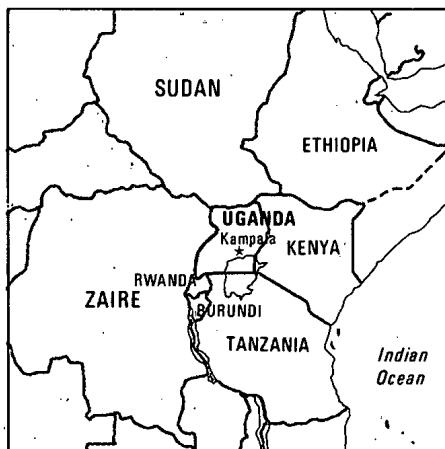 SUDAN
ETHIOPIA
UGANDA
Kampala
KENYA
RWANDA
ZAIRE
BURUNDI
TANZANIA
Indian
Ocean